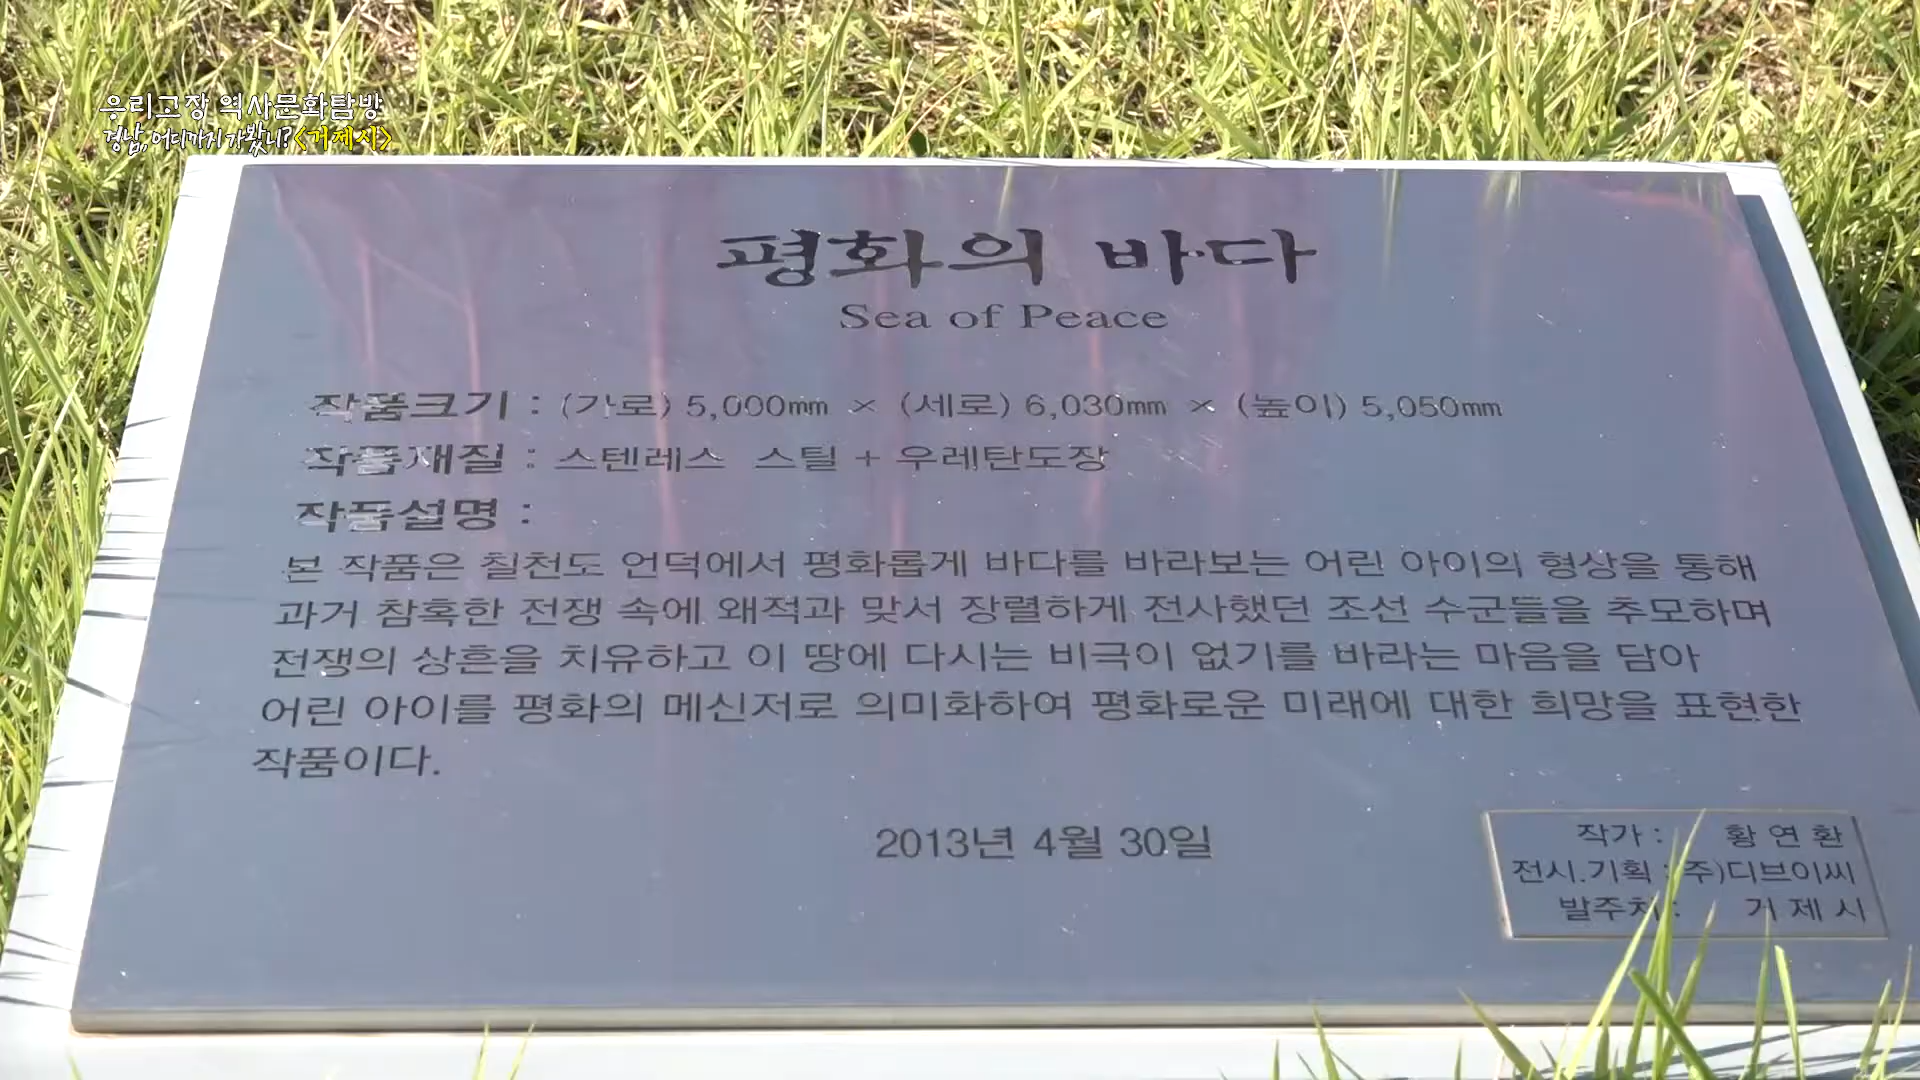 우리고장 역사문화탐방
경남, 어디까지 가봤니? <거제시>
평화의 바다
Sea of Peace
작품크기 : (가로) 5,000㎜ × (세로) 6,030㎜ × (높이) 5,050㎜
작품재질 : 스텐레스 스틸 + 우레탄도장
작품설명 :
본 작품은 칠천도 언덕에서 평화롭게 바다를 바라보는 어린 아이의 형상을 통해
과거 참혹한 전쟁 속에 왜적과 맞서 장렬하게 전사했던 조선 수군들을 추모하며
전쟁의 상흔을 치유하고 이 땅에 다시는 비극이 없기를 바라는 마음을 담아
어린 아이를 평화의 메신저로 의미화하여 평화로운 미래에 대한 희망을 표현한
작품이다.
2013년 4월 30일
작가 : 황 연 환
전시.기획 : 주)디브이씨
발주처 : 거 제 시